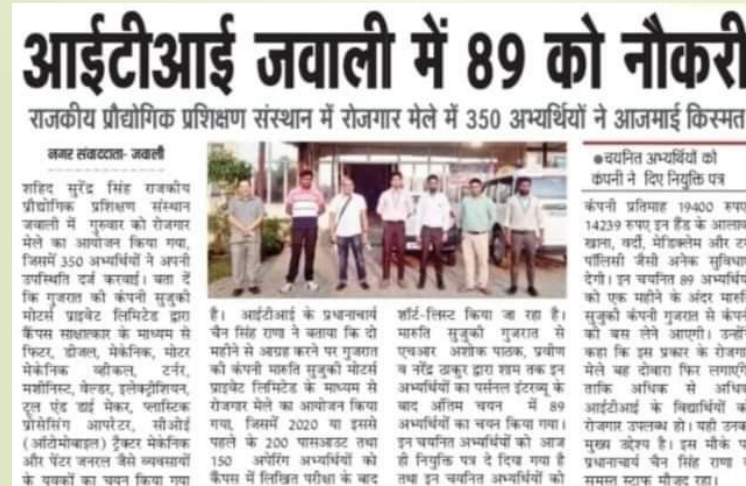 आईटीआई जवाली में 89 को नौकरी
राजकीय प्रौद्योगिक प्रशिक्षण संस्थान में रोजगार मेले में 350 अभ्यर्थियों ने आजमाई किस्मत
नगर संवाददाता- जवाली
शहिद सुरेंद्र सिंह राजकीय
प्रौद्योगिक प्रशिक्षण संस्थान
जवाली में गुरुवार को रोजगार
मेले का आयोजन किया गया,
जिसमें 350 अभ्यर्थियों ने अपनी
उपस्थिति दर्ज करवाई। बता दें
कि गुजरात की कंपनी सुजुकी
मोटर्स प्राइवेट लिमिटेड द्वारा
कैंपस साक्षात्कार के माध्यम से
फिटर, डीजल, मेकेनिक, मोटर
मेकेनिक व्हीकल, टर्नर,
मशीनिस्ट, वेल्डर, इलेक्ट्रीशियन,
टूल एंड डाई मेकर, प्लास्टिक
प्रोसेसिंग आपरेटर, सीओई
(ऑटोमोबाइल) ट्रैक्टर मेकेनिक
और पेंटर जनरल जैसे व्यवसायों
के युवकों का चयन किया गया
है। आईटीआई के प्रधानाचार्य
चैन सिंह राणा ने बताया कि दो
महीने से आग्रह करने पर गुजरात
की कंपनी मारुति सुजुकी मोटर्स
प्राइवेट लिमिटेड के माध्यम से
रोजगार मेले का आयोजन किया
गया, जिसमें 2020 या इससे
पहले के 200 पासआउट तथा
150 अपेरिंग अभ्यर्थियों को
कैंपस में लिखित परीक्षा के बाद
शॉर्ट-लिस्ट किया जा रहा है।
मारुति सुजुकी गुजरात से
एचआर अशोक पाठक, प्रवीण
व नरेंद्र ठाकुर द्वारा शाम तक इन
अभ्यर्थियों का पर्सनल इंटरव्यू के
बाद अंतिम चयन में 89
अभ्यर्थियों का चयन किया गया।
इन चयनित अभ्यर्थियों को आज
ही नियुक्ति पत्र दे दिया गया है
तथा इन चयनित अभ्यर्थियों को
●चयनित अभ्यर्थियों को
कंपनी ने दिए नियुक्ति पत्र
कंपनी प्रतिमाह 19400 रुपए
14239 रुपए इन हैंड के
खाना, वर्दी, मेडिक्लेम और
पॉलिसी जैसी अनेक
देगी। इन चयनित 89
को एक महीने के अंदर
सुजुकी कंपनी गुजरात से
की बस लेने आएगी।
कहा कि इस प्रकार के
मेले वह दोबारा फिर
ताकि अधिक से
आईटीआई के विद्यार्थियों
रोजगार उपलब्ध हो। यही
मुख्य उद्देश्य है। इस मौके
प्रधानाचार्य चैन सिंह राणा
समस्त स्टाफ मौजूद रहा।